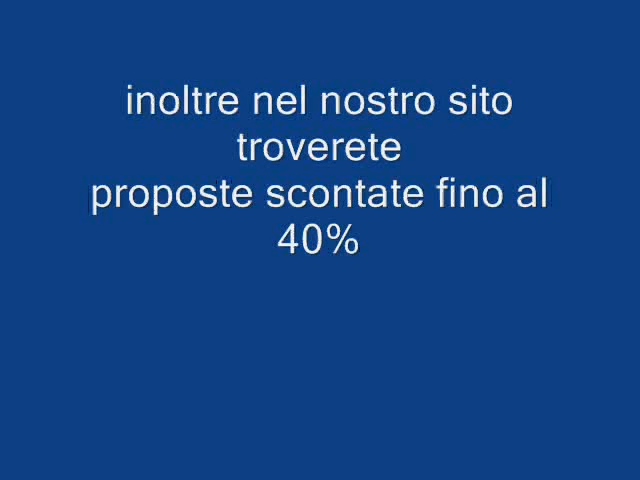 inoltre nel nostro sito
troverete
proposte scontate fino al
40%